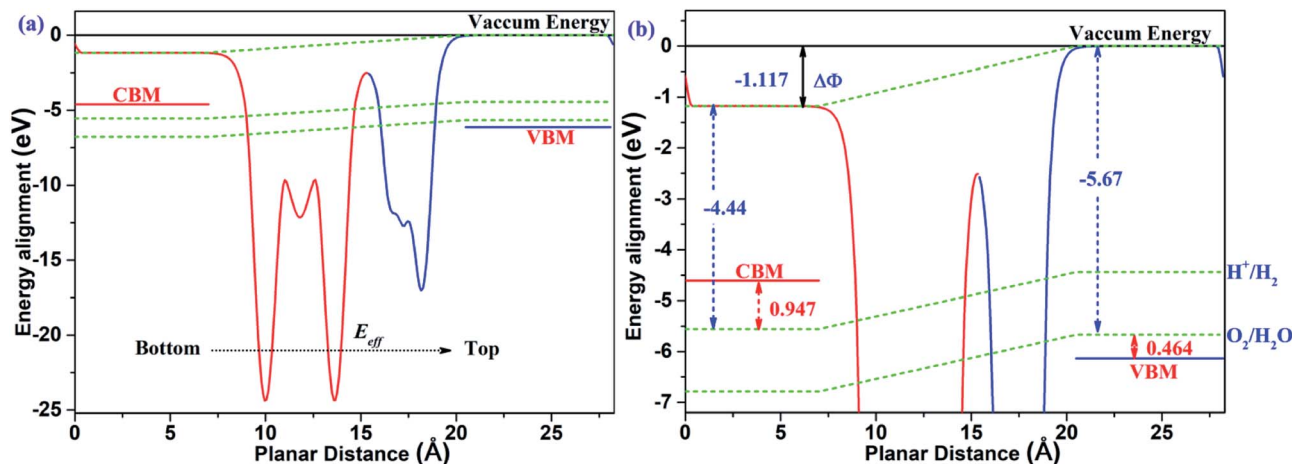 (a)
Vaccum Energy
0
-5
-10
-15
-20
-25
Energy alignment (eV)
CBM
VBM
E_eff
Bottom
Top
0 5 10 15 20 25
Planar Distance (Å)
(b)
Vaccum Energy
0
-1
-2
-3
-4
-5
-6
-7
Energy alignment (eV)
-1.117 ΔΦ
-4.44
-5.67
CBM
0.947
H⁺/H₂
O₂/H₂O
0.464
VBM
0 5 10 15 20 25
Planar Distance (Å)